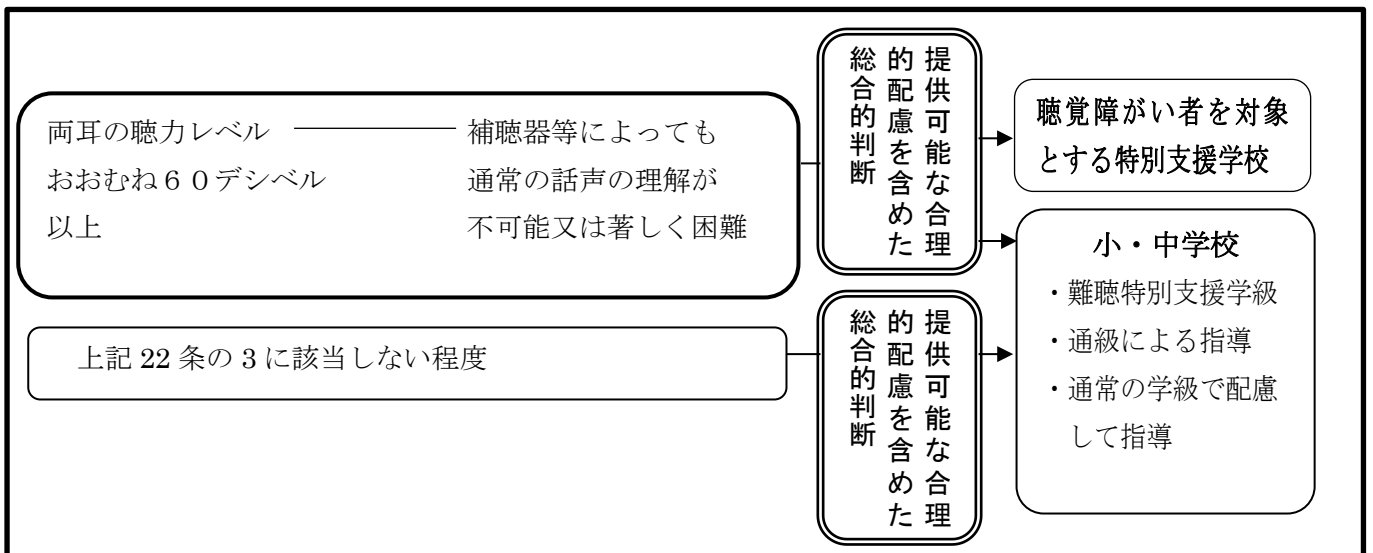 両耳の聴力レベル
おおむね６０デシベル
以上
補聴器等によっても
通常の話声の理解が
不可能又は著しく困難
提供可能な合理
的配慮を含めた
総合的判断
聴覚障がい者を対象
とする特別支援学校
小・中学校
・難聴特別支援学級
・通級による指導
・通常の学級で配慮
して指導
上記 22 条の 3 に該当しない程度
提供可能な合理
的配慮を含めた
総合的判断